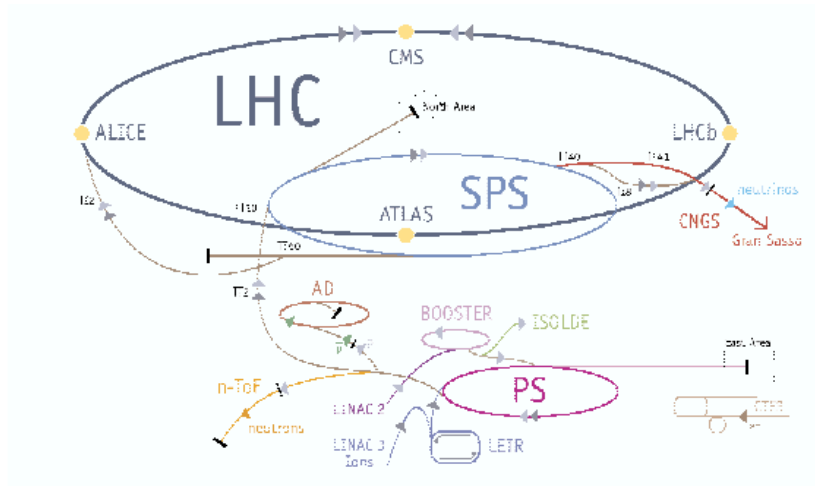 CMS
LHC
North Area
ALICE
LHCb
TT40
TT41
SPS
neutrinos
TI2
TI8
TT10
ATLAS
CNGS
Gran Sasso
TT60
AD
TT2
BOOSTER
ISOLDE
East Area
n-ToF
PS
LINAC 2
neutrons
LINAC 3
Ions
LEIR